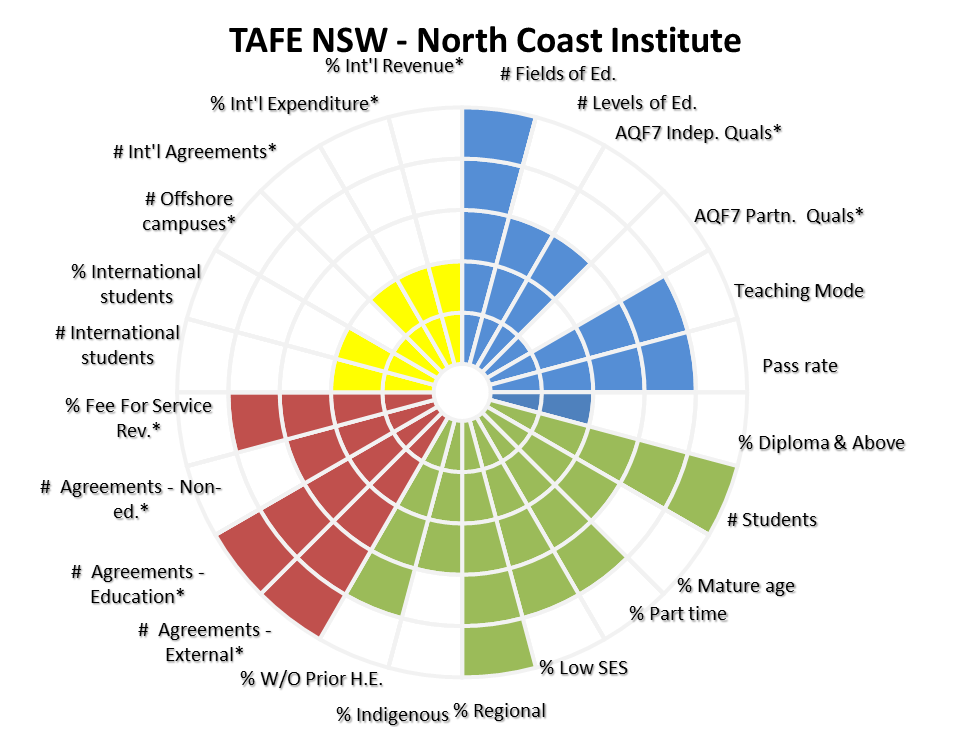 TAFE NSW - North Coast Institute
% Int'l Revenue*
# Fields of Ed.
# Levels of Ed.
AQF7 Indep. Quals*
AQF7 Partn.  Quals*
Teaching Mode
Pass rate
% Diploma & Above
# Students
% Mature age
% Part time
% Low SES
% Regional
% Indigenous
% W/O Prior H.E.
#  Agreements -
External*
#  Agreements -
Education*
#  Agreements - Non-
ed.*
% Fee For Service
Rev.*
# International
students
% International
students
# Offshore
campuses*
# Int'l Agreements*
% Int'l Expenditure*